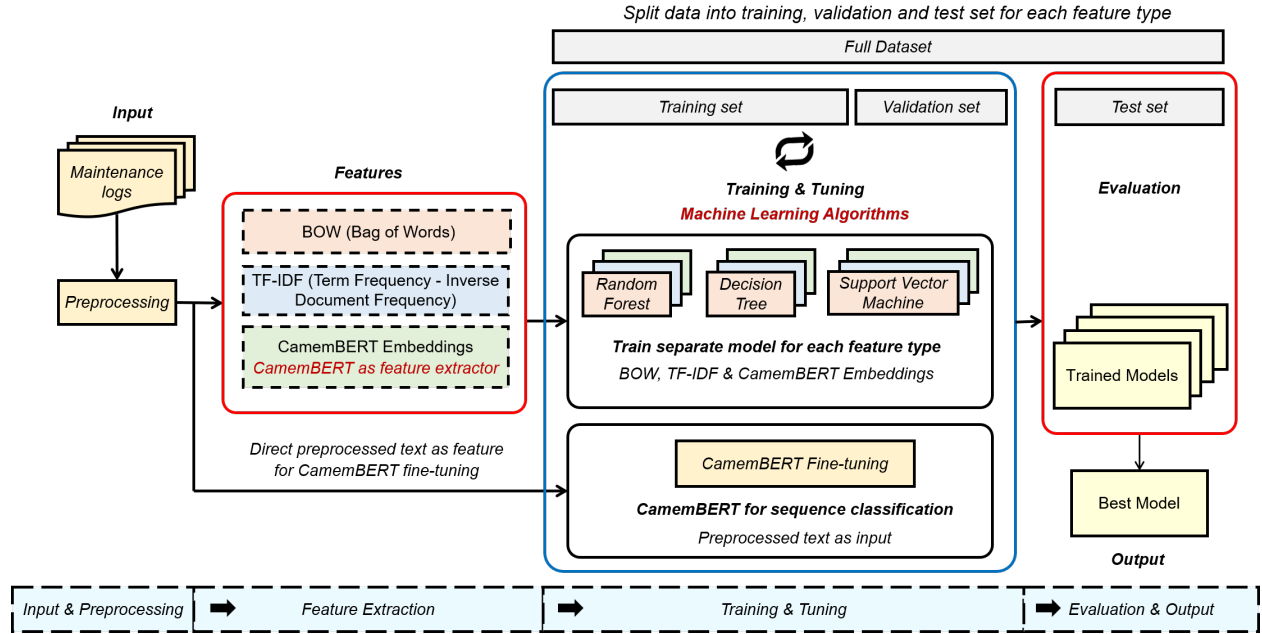 Split data into training, validation and test set for each feature type
Full Dataset
Training set
Validation set
Test set
Input
Maintenance
logs
Preprocessing
Features
BOW (Bag of Words)
TF-IDF (Term Frequency - Inverse
Document Frequency)
CamemBERT Embeddings
CamemBERT as feature extractor
Direct preprocessed text as feature
for CamemBERT fine-tuning
Training & Tuning
Machine Learning Algorithms
Random
Forest
Decision
Tree
Support Vector
Machine
Train separate model for each feature type
BOW, TF-IDF & CamemBERT Embeddings
CamemBERT Fine-tuning
CamemBERT for sequence classification
Preprocessed text as input
Evaluation
Trained Models
Best Model
Output
Input & Preprocessing
Feature Extraction
Training & Tuning
Evaluation & Output